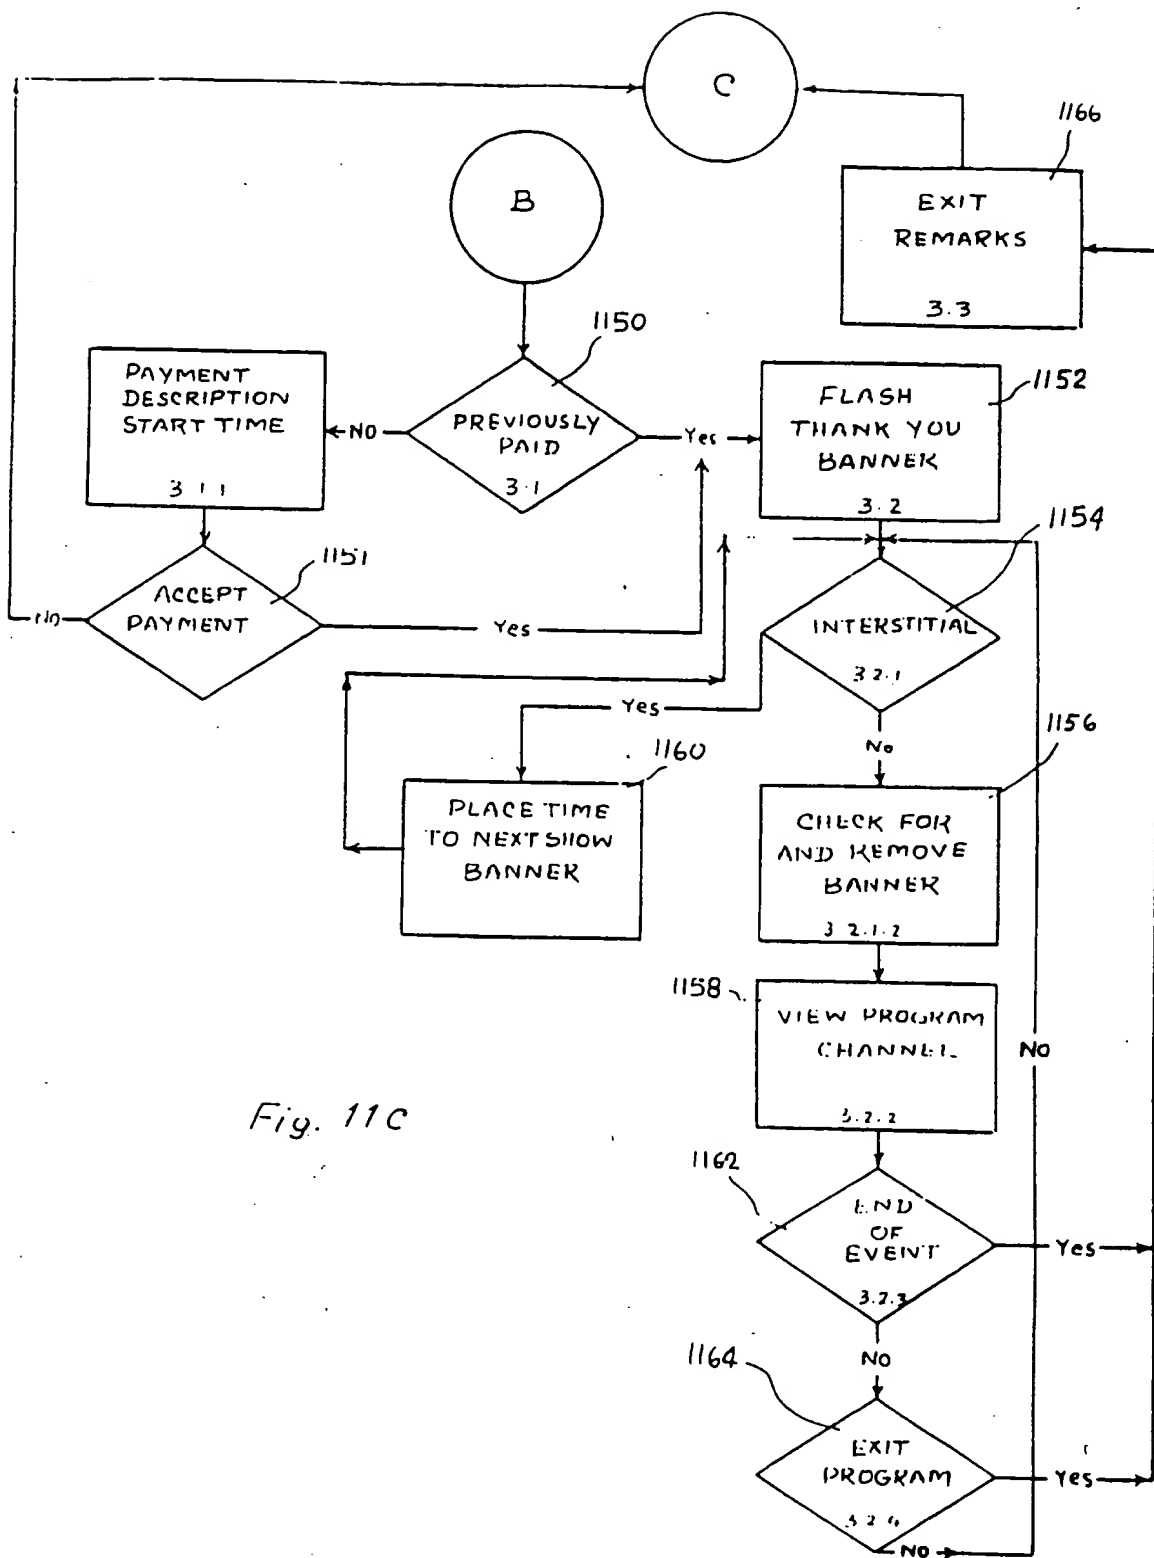 C
1166
EXIT
REMARKS
3.3
B
1150
PREVIOUSLY
PAID
3.1
NO
Yes
PAYMENT
DESCRIPTION
START TIME
3 1 1
1152
FLASH
THANK YOU
BANNER
3.2
1151
ACCEPT
PAYMENT
No
Yes
1154
INTERSTITIAL
3 2 . 1
Yes
No
1160
PLACE TIME
TO NEXT SHOW
BANNER
1156
CHECK FOR
AND REMOVE
BANNER
3 2 . 1 . 2
1158
VIEW PROGRAM
CHANNEL
3.2.2
NO
Fig. 11C
1162
END
OF
EVENT
3.2.3
Yes
No
1164
EXIT
PROGRAM
3 2 4
Yes
NO